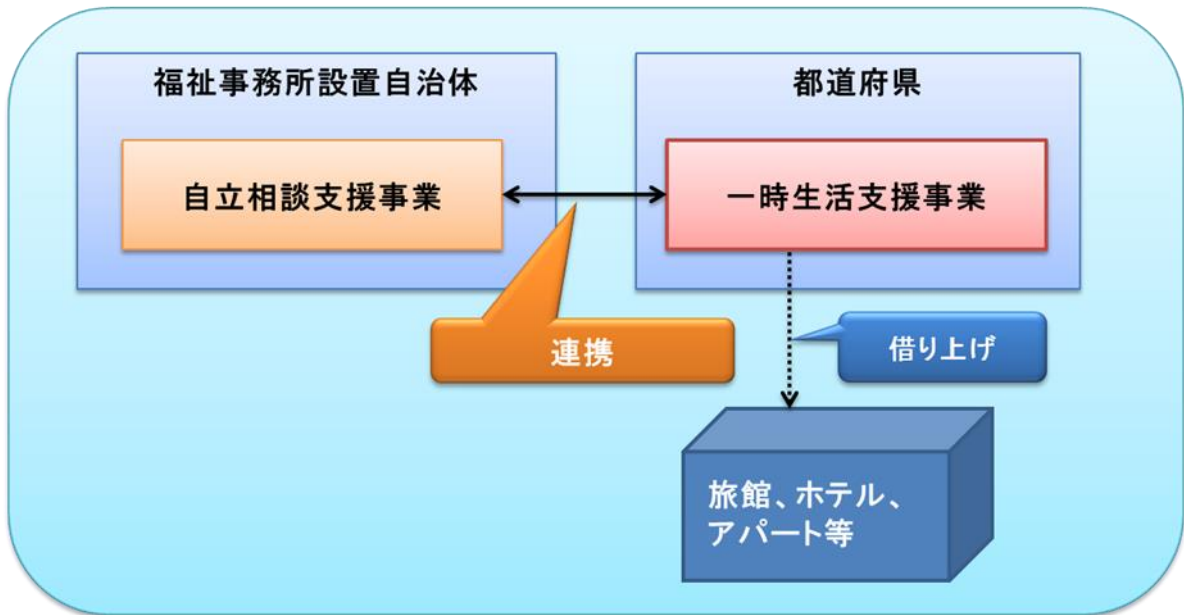 福祉事務所設置自治体
都道府県
自立相談支援事業
一時生活支援事業
連携
借り上げ
旅館、ホテル、
アパート等